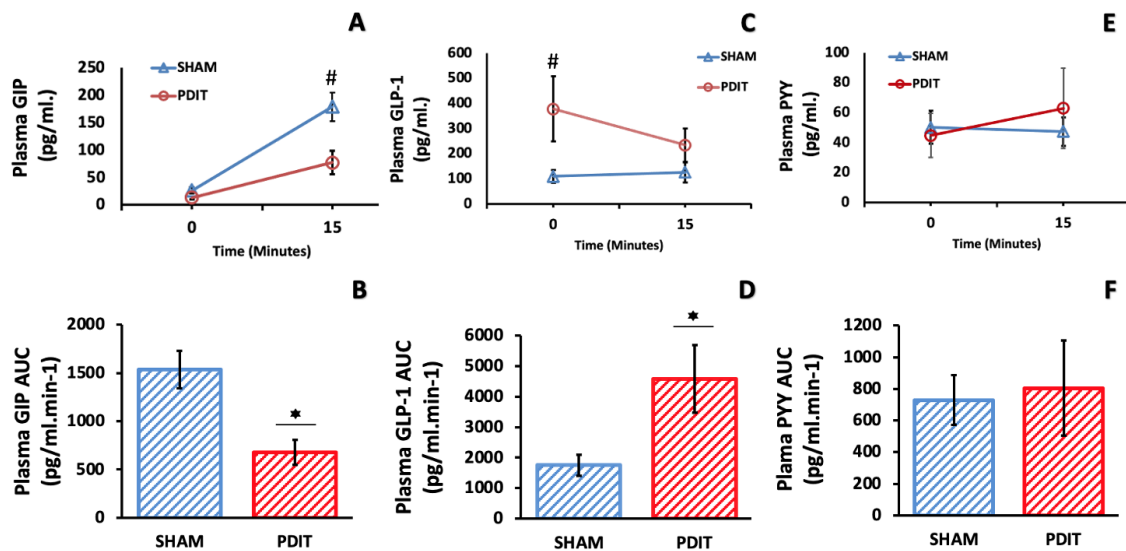 A
Plasma GIP
(pg/ml.)
250
200
150
100
50
0
SHAM
PDIT
#
0
15
Time (Minutes)
C
Plasma GLP-1
(pg/ml.)
600
500
400
300
200
100
0
#
SHAM
PDIT
0
15
Time (Minutes)
E
Plasma PYY
(pg/ml.)
100
80
60
40
20
0
SHAM
PDIT
0
15
Time (Minutes)
B
Plasma GIP AUC
(pg/ml.min-1)
2000
1500
1000
500
0
*
SHAM
PDIT
D
Plasma GLP-1 AUC
(pg/ml.min-1)
6000
5000
4000
3000
2000
1000
0
*
SHAM
PDIT
F
Plama PYY AUC
(pg/ml.min-1)
1200
1000
800
600
400
200
0
SHAM
PDIT